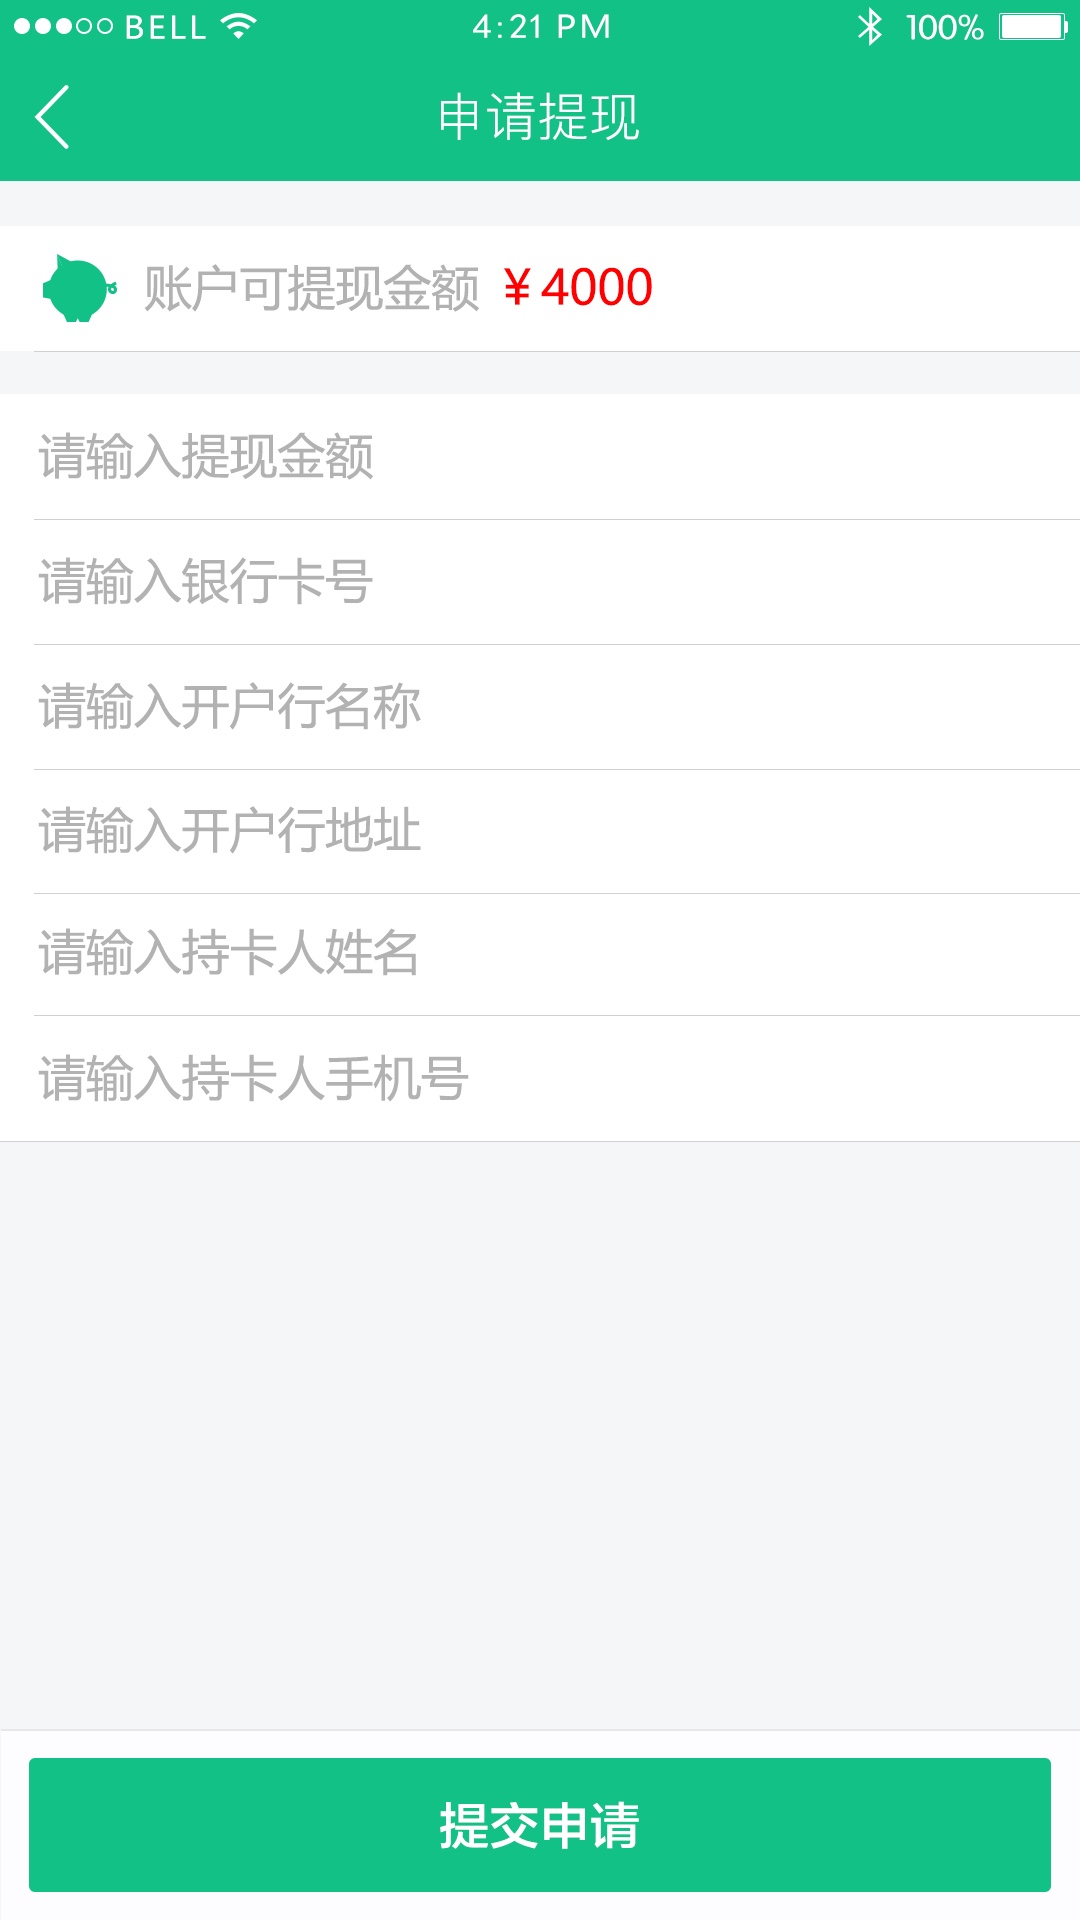 BELL 4:21 PM 100%
申请提现
账户可提现金额 ¥4000
请输入提现金额
请输入银行卡号
请输入开户行名称
请输入开户行地址
请输入持卡人姓名
请输入持卡人手机号
提交申请